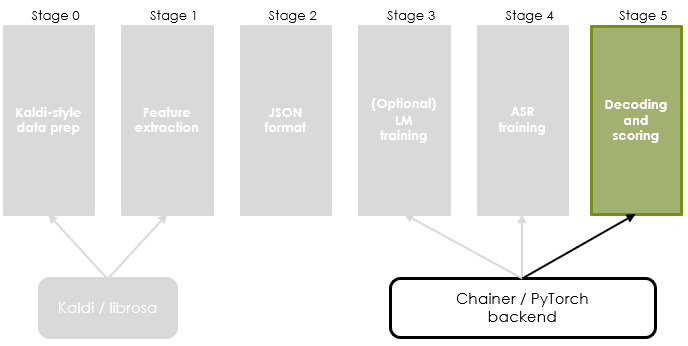 Stage 0
Stage 1
Stage 2
Stage 3
Stage 4
Stage 5
Kaldi-style
data prep
Feature
extraction
JSON
format
(Optional)
LM
training
ASR
training
Decoding
and
scoring
Kaldi / librosa
Chainer / PyTorch
backend